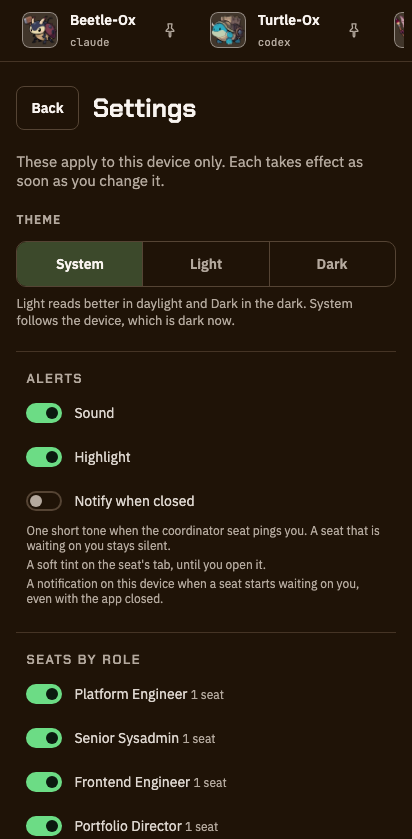 Beetle-Ox
claude
Turtle-Ox
codex
Back
Settings
These apply to this device only. Each takes effect as
soon as you change it.
THEME
System
Light
Dark
Light reads better in daylight and Dark in the dark. System
follows the device, which is dark now.
ALERTS
Sound
Highlight
Notify when closed
One short tone when the coordinator seat pings you. A seat that is
waiting on you stays silent.
A soft tint on the seat's tab, until you open it.
A notification on this device when a seat starts waiting on you,
even with the app closed.
SEATS BY ROLE
Platform Engineer 1 seat
Senior Sysadmin 1 seat
Frontend Engineer 1 seat
Portfolio Director 1 seat